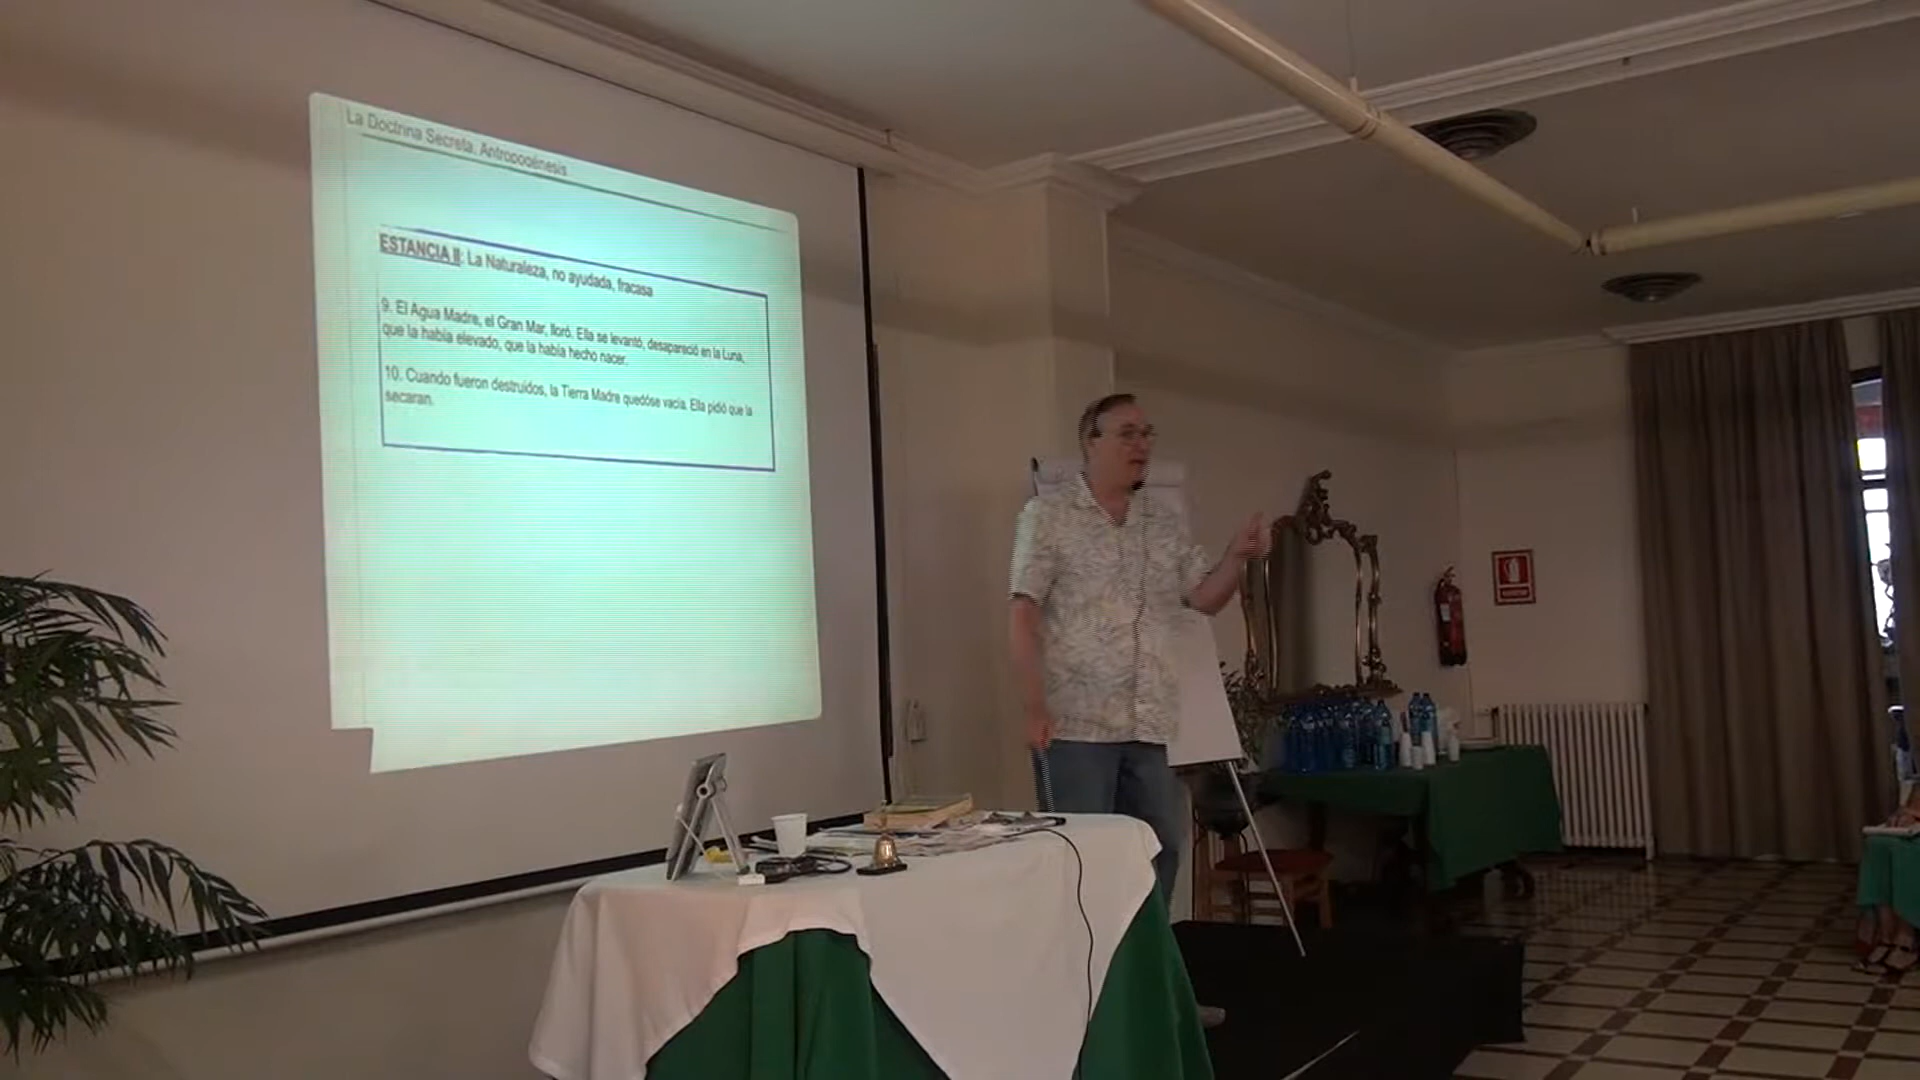 La Doctrina Secreta. Antropogénesis
ESTANCIA II: La Naturaleza, no ayudada, fracasa
9. El Agua Madre, el Gran Mar, lloró. Ella se levantó, desapareció en la Luna,
que la había elevado, que la había hecho nacer.
10. Cuando fueron destruidos, la Tierra Madre quedóse vacía. Ella pidió que la
secaran.